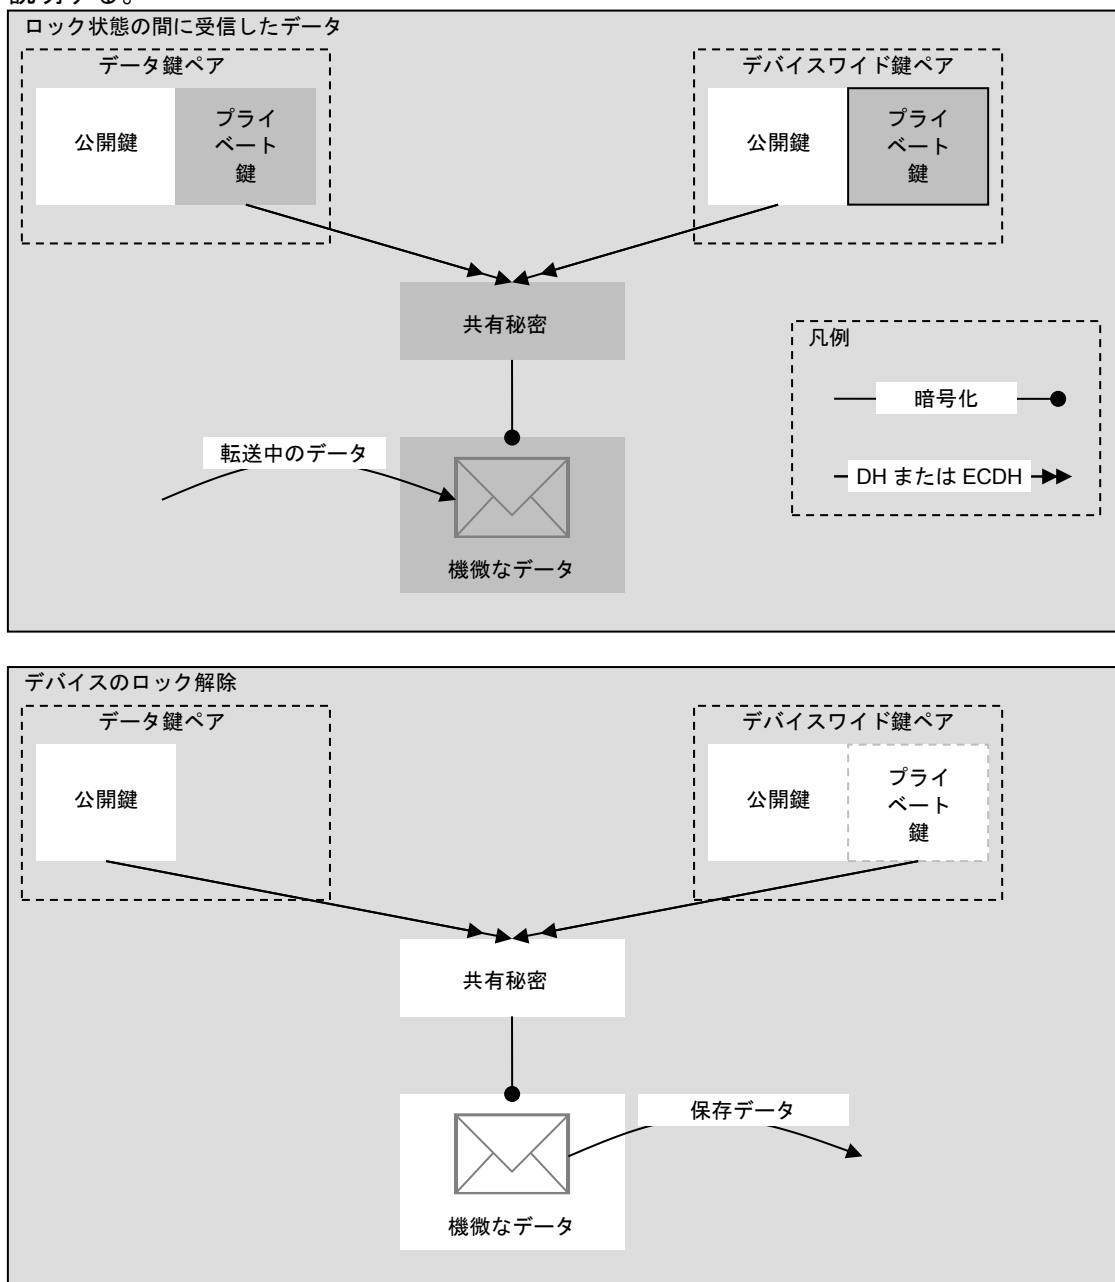 説明する。
ロック状態の間に受信したデータ
データ鍵ペア
デバイスワイド鍵ペア
公開鍵
プライ
ベート
鍵
公開鍵
プライ
ベート
鍵
共有秘密
凡例
暗号化
DH または ECDH
転送中のデータ
機微なデータ
デバイスのロック解除
データ鍵ペア
デバイスワイド鍵ペア
公開鍵
公開鍵
プライ
ベート
鍵
共有秘密
保存データ
機微なデータ